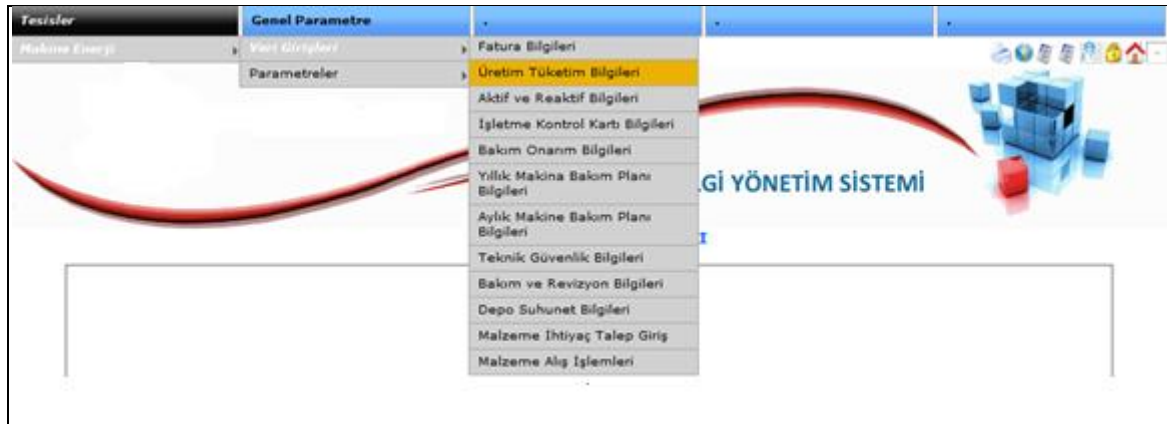 Tesisler
Genel Parametre
.
.
.
Makine Enerji
Veri Girişleri
Parametreler
Fatura Bilgileri
Üretim Tüketim Bilgileri
Aktif ve Reaktif Bilgileri
İşletme Kontrol Kartı Bilgileri
Bakım Onarım Bilgileri
Yıllık Makina Bakım Planı
Bilgileri
Aylık Makine Bakım Planı
Bilgileri
Teknik Güvenlik Bilgileri
Bakım ve Revizyon Bilgileri
Depo Suhunet Bilgileri
Malzeme İhtiyaç Talep Giriş
Malzeme Alış İşlemleri
Gİ YÖNETİM SİSTEMİ
I